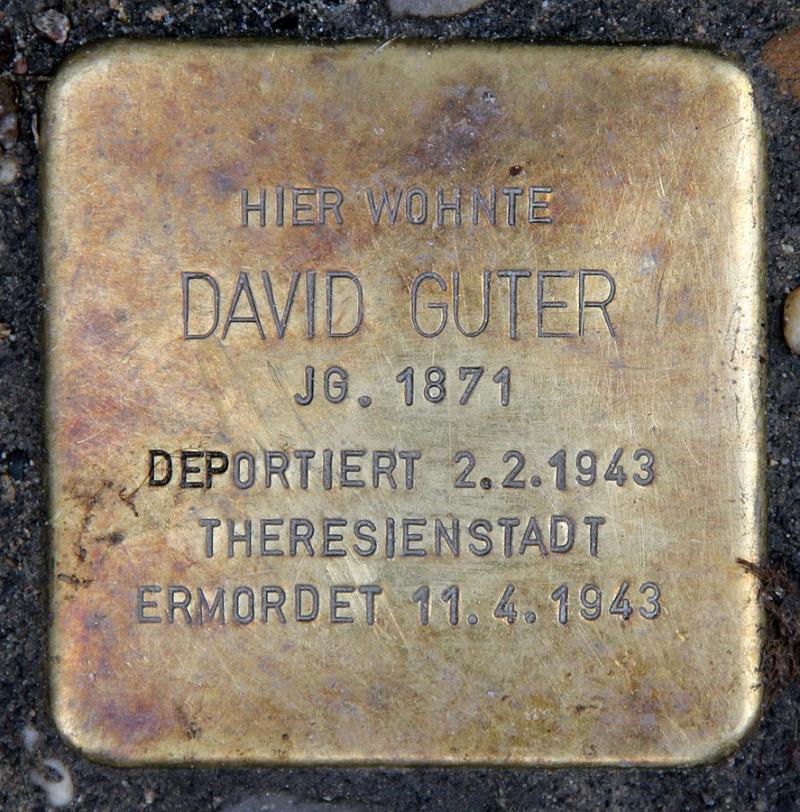 HIER WOHNTE
DAVID GUTER
JG. 1871
DEPORTIERT 2.2.1943
THERESIENSTADT
ERMORDET 11.4.1943